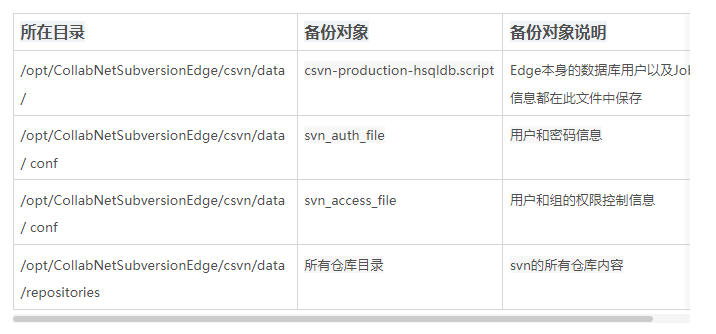 所在目录 备份对象 备份对象说明
/opt/CollabNetSubversionEdge/csvn/data csvn-production-hsqldb.script Edge本身的数据库用户以及Job
/ 信息都在此文件中保存
/opt/CollabNetSubversionEdge/csvn/data svn_auth_file 用户和密码信息
/ conf
/opt/CollabNetSubversionEdge/csvn/data svn_access_file 用户和组的权限控制信息
/ conf
/opt/CollabNetSubversionEdge/csvn/data 所有仓库目录 svn的所有仓库内容
/repositories